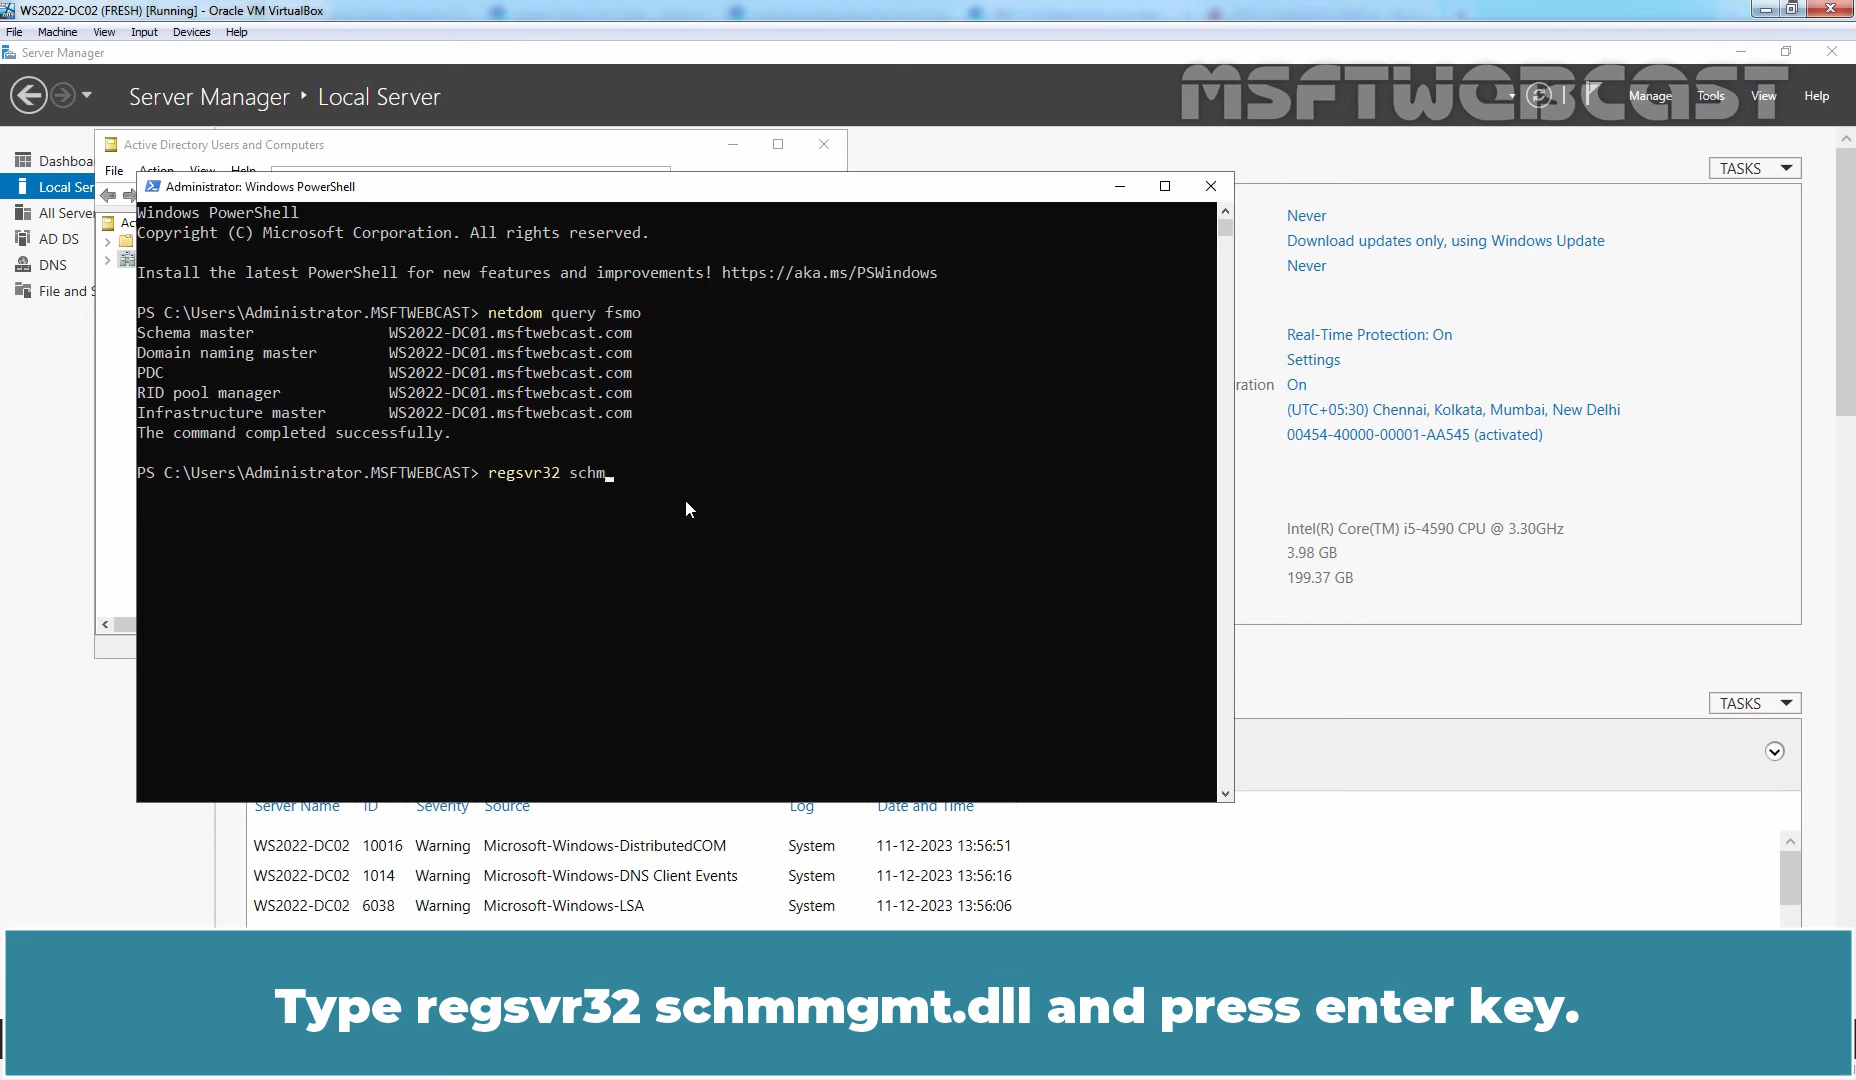 WS2022-DC02 (FRESH) [Running] - Oracle VM VirtualBox
File Machine View Input Devices Help
Server Manager
Server Manager ‣ Local Server
MSFTWEBCAST
Manage Tools View Help
Dashboa
Local Ser
All Server
AD DS
DNS
File and S
Active Directory Users and Computers
File Action View Help
Act
Administrator: Windows PowerShell
Windows PowerShell
Copyright (C) Microsoft Corporation. All rights reserved.
Install the latest PowerShell for new features and improvements! https://aka.ms/PSWindows
PS C:\Users\Administrator.MSFTWEBCAST> netdom query fsmo
Schema master WS2022-DC01.msftwebcast.com
Domain naming master WS2022-DC01.msftwebcast.com
PDC WS2022-DC01.msftwebcast.com
RID pool manager WS2022-DC01.msftwebcast.com
Infrastructure master WS2022-DC01.msftwebcast.com
The command completed successfully.
PS C:\Users\Administrator.MSFTWEBCAST> regsvr32 schm_
TASKS
Never
Download updates only, using Windows Update
Never
Real-Time Protection: On
Settings
ration On
(UTC+05:30) Chennai, Kolkata, Mumbai, New Delhi
00454-40000-00001-AA545 (activated)
Intel(R) Core(TM) i5-4590 CPU @ 3.30GHz
3.98 GB
199.37 GB
TASKS
Server Name ID Severity Source Log Date and Time
WS2022-DC02 10016 Warning Microsoft-Windows-DistributedCOM System 11-12-2023 13:56:51
WS2022-DC02 1014 Warning Microsoft-Windows-DNS Client Events System 11-12-2023 13:56:16
WS2022-DC02 6038 Warning Microsoft-Windows-LSA System 11-12-2023 13:56:06
Type regsvr32 schmmgmt.dll and press enter key.